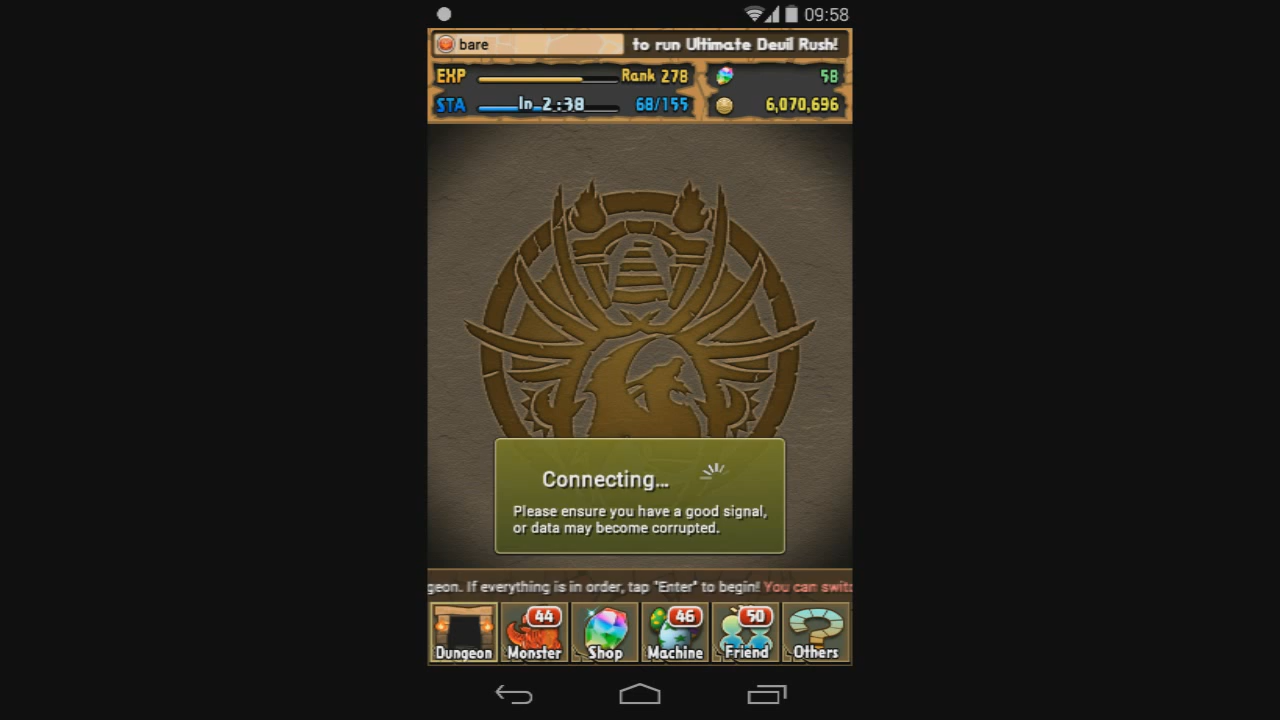 09:58
bare
to run Ultimate Devil Rush!
EXP Rank 278 58
STA In 2:38 68/155 6,070,696
Connecting...
Please ensure you have a good signal,
or data may become corrupted.
geon. If everything is in order, tap "Enter" to begin! You can swit
44 46 50
Dungeon Monster Shop Machine Friend Others